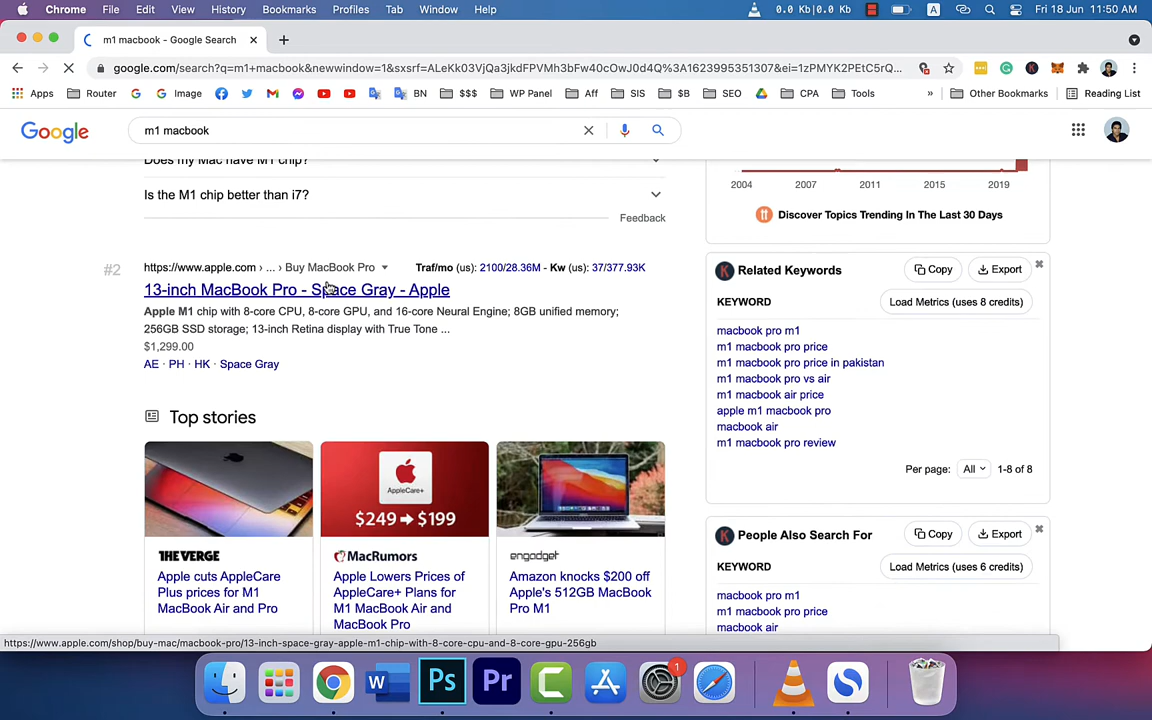 Chrome File Edit View History Bookmarks Profiles Tab Window Help 0.0 Kb|0.0 Kb A Fri 18 Jun 11:50 AM
m1 macbook - Google Search
google.com/search?q=m1+macbook&newwindow=1&sxsrf=ALeKk03VjQa3jkdFPVMh3bFw40cOwJ0d4Q%3A1623995351307&ei=1zPMYK2PEtC5rQ...
Apps Router Image BN $$$ WP Panel Aff SIS $B SEO CPA Tools » Other Bookmarks Reading List
Google m1 macbook
Does my Mac have M1 chip?
Is the M1 chip better than i7?
Feedback
#2 https://www.apple.com › ... › Buy MacBook Pro Traf/mo (us): 2100/28.36M - Kw (us): 37/377.93K
13-inch MacBook Pro - Space Gray - Apple
Apple M1 chip with 8-core CPU, 8-core GPU, and 16-core Neural Engine; 8GB unified memory;
256GB SSD storage; 13-inch Retina display with True Tone ...
$1,299.00
AE · PH · HK · Space Gray
Top stories
AppleCare+
$249 → $199
THE VERGE
Apple cuts AppleCare
Plus prices for M1
MacBook Air and Pro
MacRumors
Apple Lowers Prices of
AppleCare+ Plans for
M1 MacBook Air and
MacBook Pro
engadget
Amazon knocks $200 off
Apple's 512GB MacBook
Pro M1
2004 2007 2011 2015 2019
Discover Topics Trending In The Last 30 Days
K Related Keywords Copy Export
KEYWORD Load Metrics (uses 8 credits)
macbook pro m1
m1 macbook pro price
m1 macbook pro price in pakistan
m1 macbook pro vs air
m1 macbook air price
apple m1 macbook pro
macbook air
m1 macbook pro review
Per page: All 1-8 of 8
K People Also Search For Copy Export
KEYWORD Load Metrics (uses 6 credits)
macbook pro m1
m1 macbook pro price
macbook air
https://www.apple.com/shop/buy-mac/macbook-pro/13-inch-space-gray-apple-m1-chip-with-8-core-cpu-and-8-core-gpu-256gb
W Ps Pr C 1